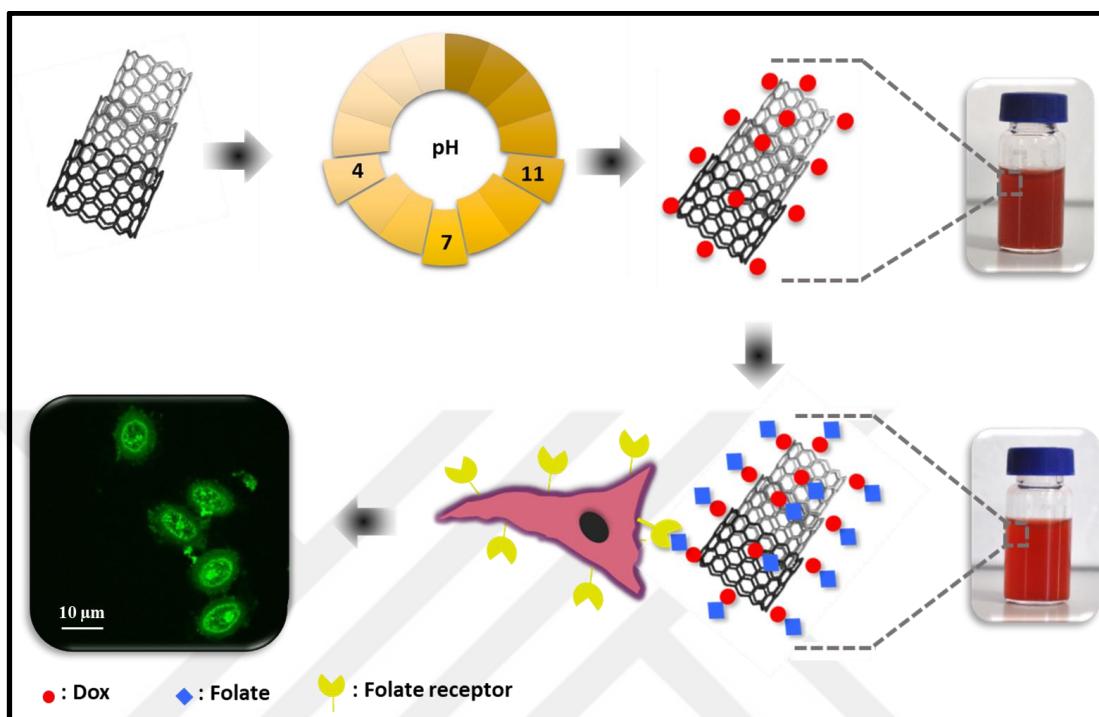 pH
4
11
7
10 µm
: Dox
: Folate
: Folate receptor